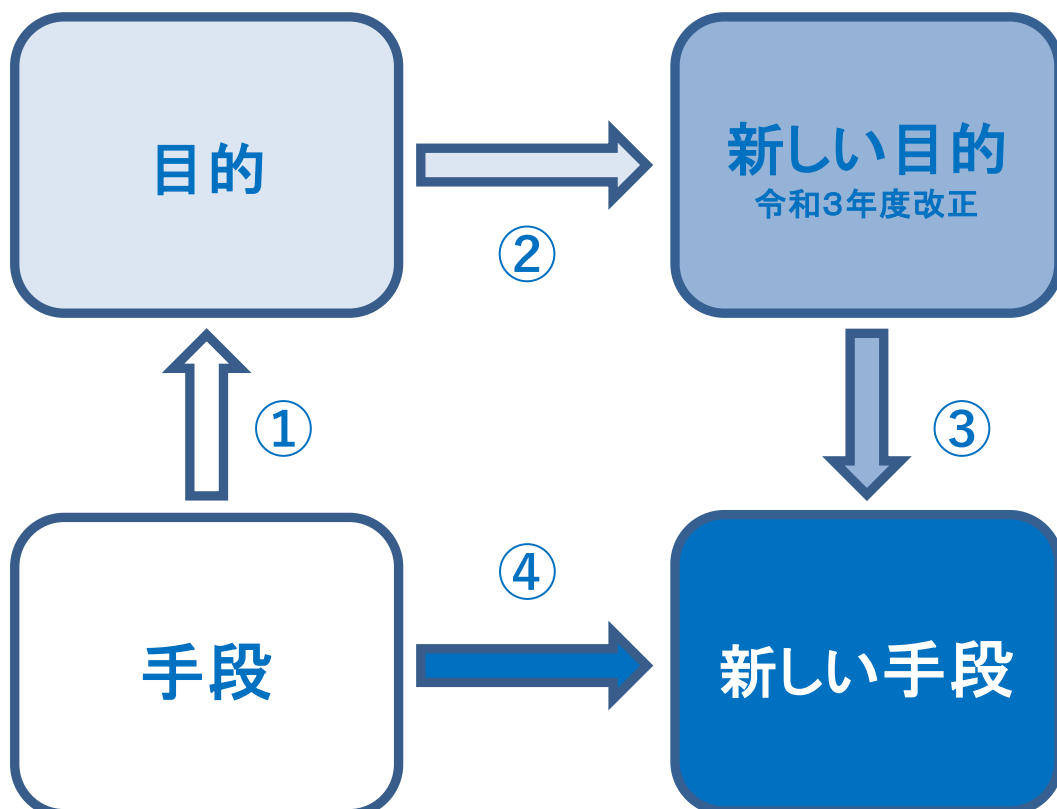 目的
新しい目的
令和3年度改正
②
①
③
④
手段
新しい手段